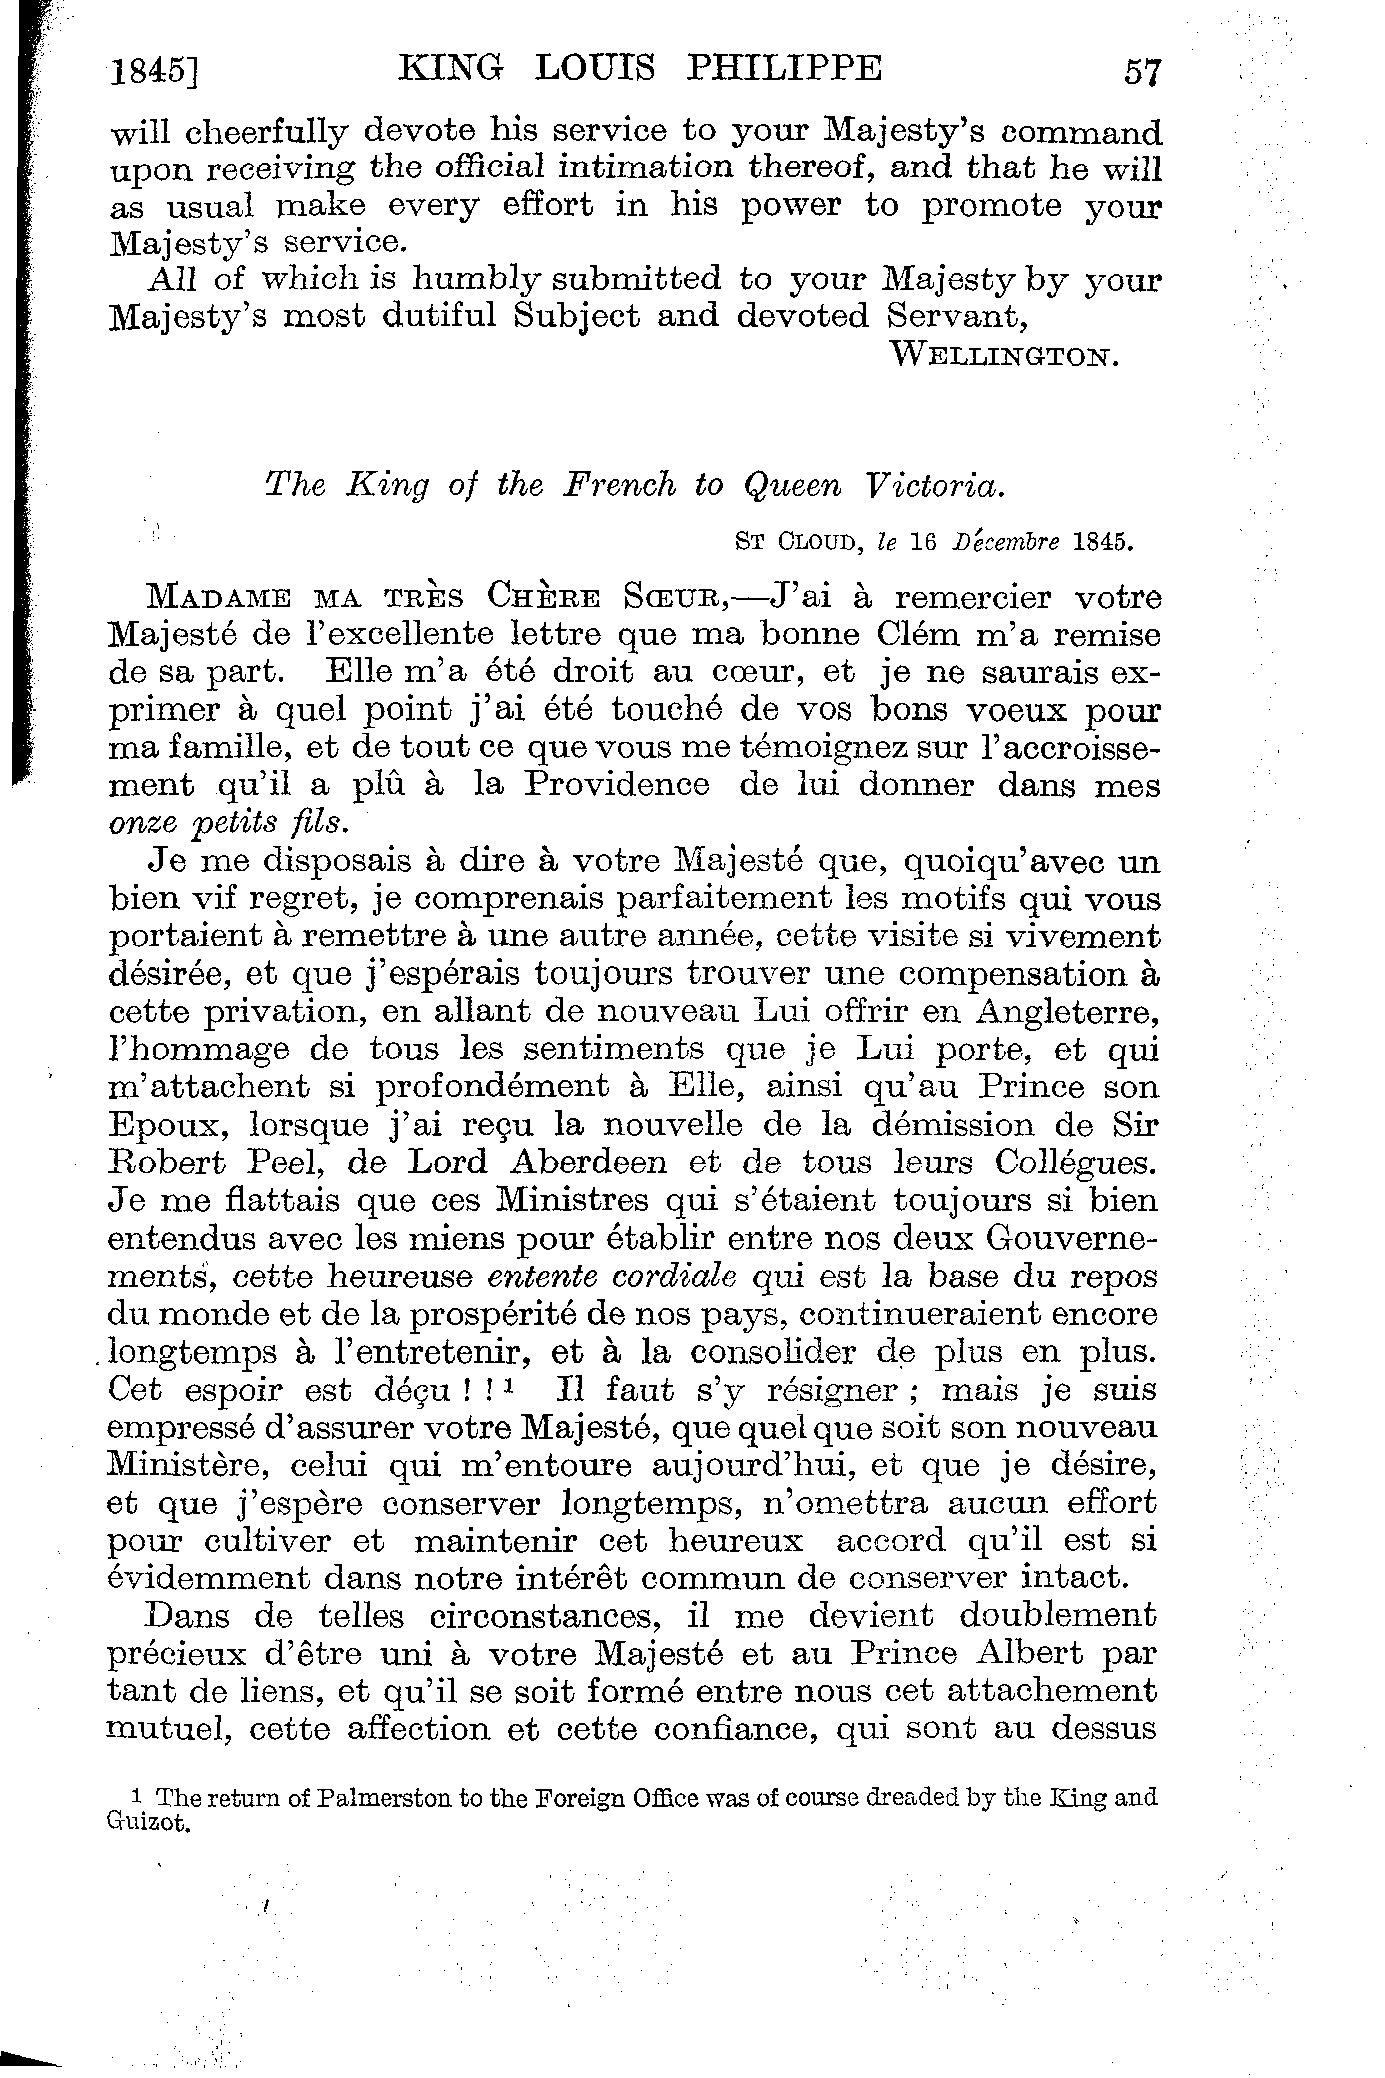 1845] KING LOUIS PHILIPPE 57
will cheerfully devote his service to your Majesty's command
upon receiving the official intimation thereof, and that he will
as usual make every effort in his power to promote your
Majesty's service.
All of which is humbly submitted to your Majesty by your
Majesty's most dutiful Subject and devoted Servant,
WELLINGTON.
The King of the French to Queen Victoria.
ST CLOUD, le 16 Décembre 1845.
MADAME MA TRÈS CHÈRE SŒUR,—J'ai à remercier votre
Majesté de l'excellente lettre que ma bonne Clém m'a remise
de sa part. Elle m'a été droit au cœur, et je ne saurais ex-
primer à quel point j'ai été touché de vos bons voeux pour
ma famille, et de tout ce que vous me témoignez sur l'accroisse-
ment qu'il a plû à la Providence de lui donner dans mes
onze petits fils.
Je me disposais à dire à votre Majesté que, quoiqu'avec un
bien vif regret, je comprenais parfaitement les motifs qui vous
portaient à remettre à une autre année, cette visite si vivement
désirée, et que j'espérais toujours trouver une compensation à
cette privation, en allant de nouveau Lui offrir en Angleterre,
l'hommage de tous les sentiments que je Lui porte, et qui
m'attachent si profondément à Elle, ainsi qu'au Prince son
Epoux, lorsque j'ai reçu la nouvelle de la démission de Sir
Robert Peel, de Lord Aberdeen et de tous leurs Collégues.
Je me flattais que ces Ministres qui s'étaient toujours si bien
entendus avec les miens pour établir entre nos deux Gouverne-
ments, cette heureuse entente cordiale qui est la base du repos
du monde et de la prospérité de nos pays, continueraient encore
longtemps à l'entretenir, et à la consolider de plus en plus.
Cet espoir est déçu ! ! 1 Il faut s'y résigner ; mais je suis
empressé d'assurer votre Majesté, que quel que soit son nouveau
Ministère, celui qui m'entoure aujourd'hui, et que je désire,
et que j'espère conserver longtemps, n'omettra aucun effort
pour cultiver et maintenir cet heureux accord qu'il est si
évidemment dans notre intérêt commun de conserver intact.
Dans de telles circonstances, il me devient doublement
précieux d'être uni à votre Majesté et au Prince Albert par
tant de liens, et qu'il se soit formé entre nous cet attachement
mutuel, cette affection et cette confiance, qui sont au dessus
1 The return of Palmerston to the Foreign Office was of course dreaded by the King and
Guizot.